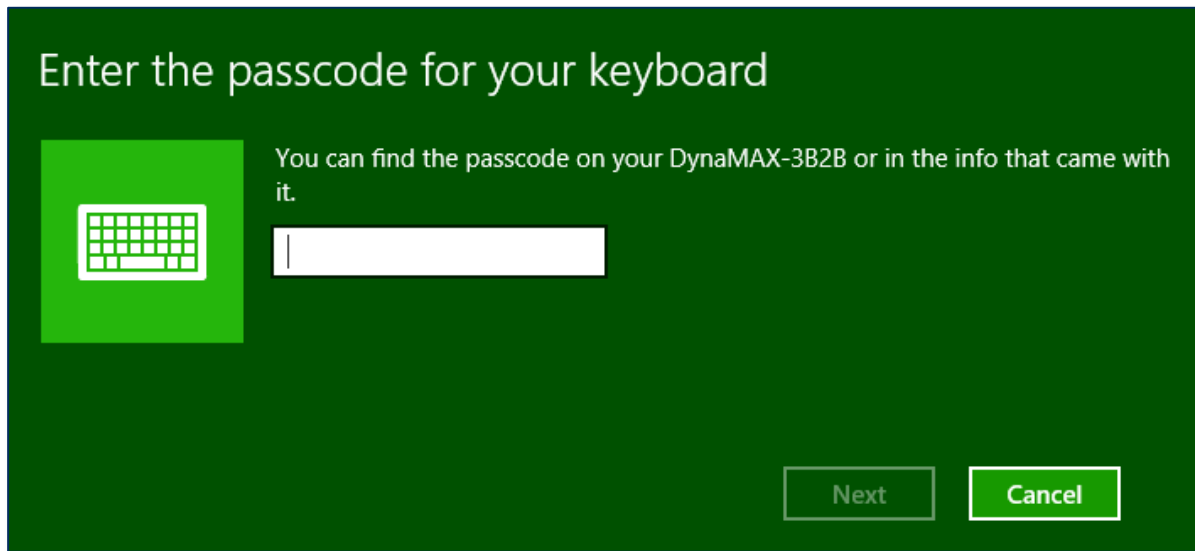 Enter the passcode for your keyboard
You can find the passcode on your DynaMAX-3B2B or in the info that came with
it.
Next
Cancel